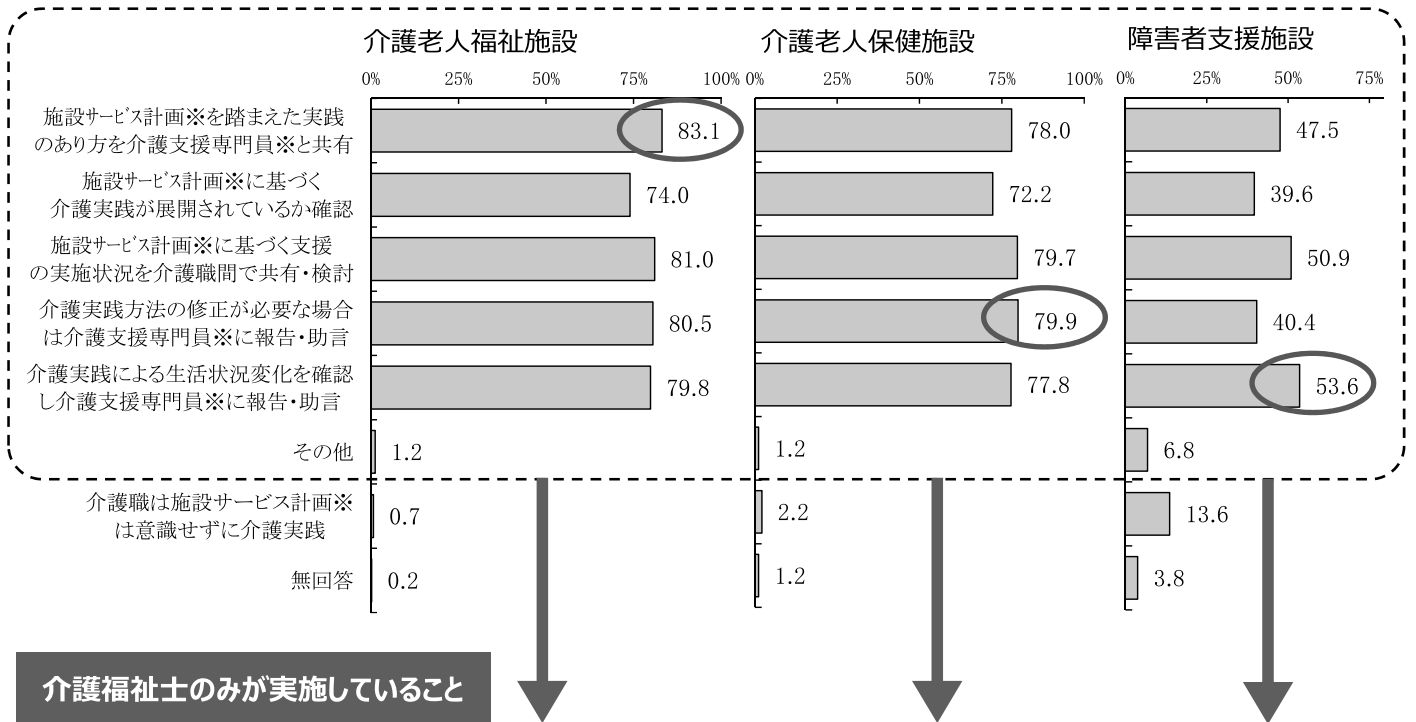 介護老人福祉施設
介護老人保健施設
障害者支援施設
0% 25% 50% 75% 100%
0% 25% 50% 75% 100%
0% 25% 50% 75%
施設サービス計画※を踏まえた実践
のあり方を介護支援専門員※と共有
83.1
78.0
47.5
施設サービス計画※に基づく
介護実践が展開されているか確認
74.0
72.2
39.6
施設サービス計画※に基づく支援
の実施状況を介護職間で共有・検討
81.0
79.7
50.9
介護実践方法の修正が必要な場合
は介護支援専門員※に報告・助言
80.5
79.9
40.4
介護実践による生活状況変化を確認
し介護支援専門員※に報告・助言
79.8
77.8
53.6
その他
1.2
1.2
6.8
介護職は施設サービス計画※
は意識せずに介護実践
0.7
2.2
13.6
無回答
0.2
1.2
3.8
介護福祉士のみが実施していること